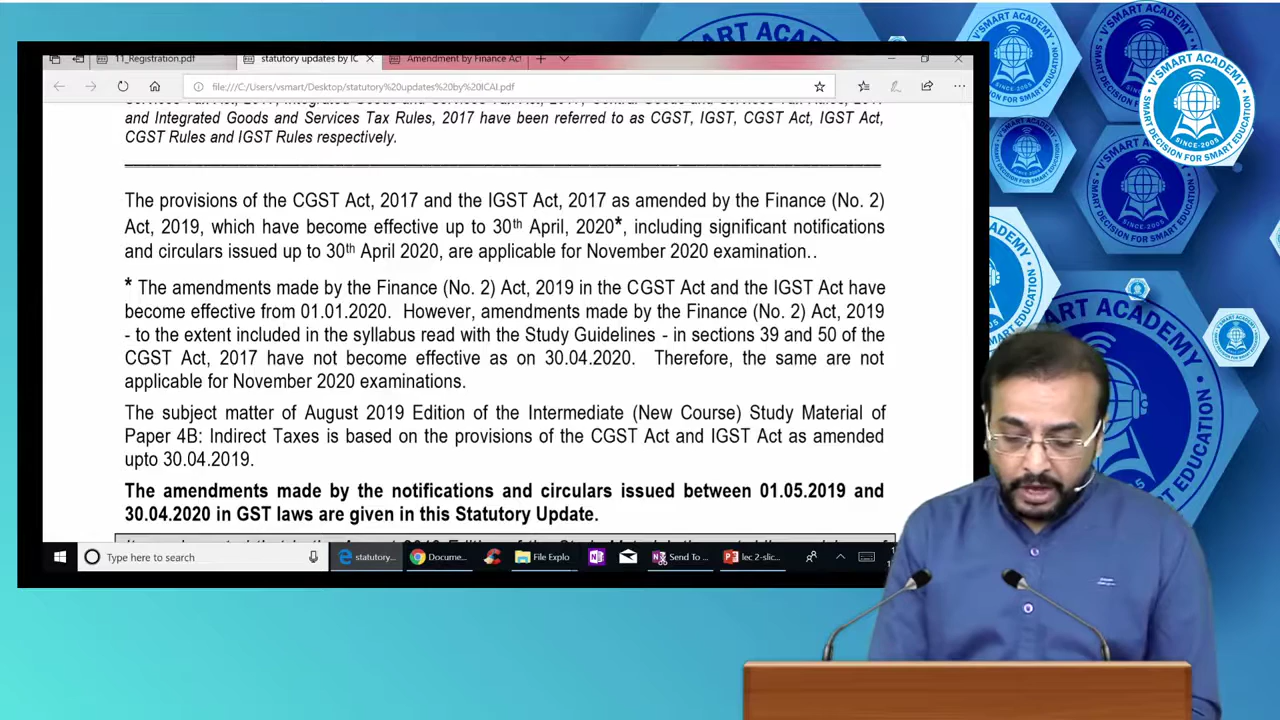 11_Registration.pdf
statutory updates by IC
Amendment by Finance Act
file:///C:/Users/vsmart/Desktop/statutory%20updates%20by%20ICAI.pdf
and Integrated Goods and Services Tax Rules, 2017 have been referred to as CGST, IGST, CGST Act, IGST Act,
CGST Rules and IGST Rules respectively.
The provisions of the CGST Act, 2017 and the IGST Act, 2017 as amended by the Finance (No. 2)
Act, 2019, which have become effective up to 30th April, 2020*, including significant notifications
and circulars issued up to 30th April 2020, are applicable for November 2020 examination..
* The amendments made by the Finance (No. 2) Act, 2019 in the CGST Act and the IGST Act have
become effective from 01.01.2020. However, amendments made by the Finance (No. 2) Act, 2019
- to the extent included in the syllabus read with the Study Guidelines - in sections 39 and 50 of the
CGST Act, 2017 have not become effective as on 30.04.2020. Therefore, the same are not
applicable for November 2020 examinations.
The subject matter of August 2019 Edition of the Intermediate (New Course) Study Material of
Paper 4B: Indirect Taxes is based on the provisions of the CGST Act and IGST Act as amended
upto 30.04.2019.
The amendments made by the notifications and circulars issued between 01.05.2019 and
30.04.2020 in GST laws are given in this Statutory Update.
Type here to search
statutory...
Docume...
File Explo
Send To ...
lec 2-slic...
V'SMART ACADEMY
SINCE-2005
SMART DECISION FOR SMART EDUCATION